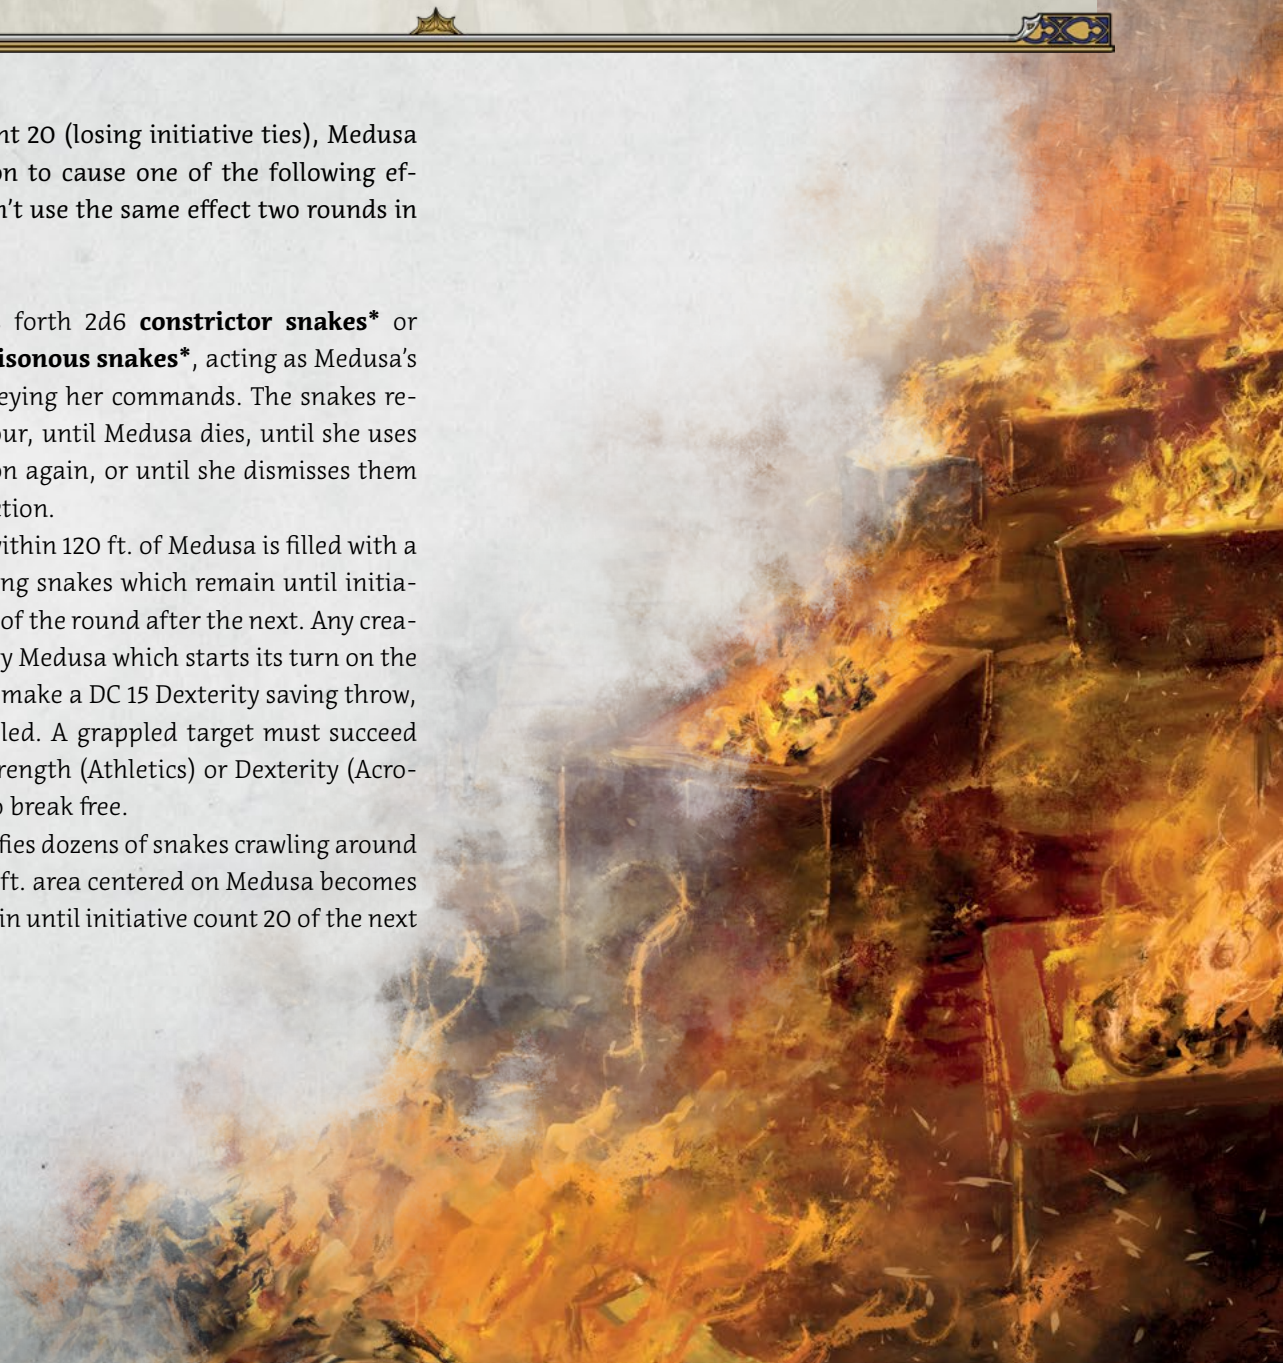 nt 20 (losing initiative ties), Medusa
on to cause one of the following ef-
n't use the same effect two rounds in
forth 2d6 constrictor snakes* or
isonous snakes*, acting as Medusa's
eying her commands. The snakes re-
our, until Medusa dies, until she uses
on again, or until she dismisses them
ction.
within 120 ft. of Medusa is filled with a
ng snakes which remain until initia-
of the round after the next. Any crea-
y Medusa which starts its turn on the
make a DC 15 Dexterity saving throw,
led. A grappled target must succeed
rength (Athletics) or Dexterity (Acro-
o break free.
fies dozens of snakes crawling around
ft. area centered on Medusa becomes
in until initiative count 20 of the next